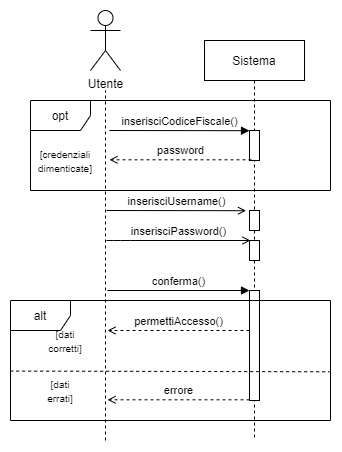 Utente
Sistema
opt
inserisciCodiceFiscale()
password
[credenziali
dimenticate]
inserisciUsername()
inserisciPassword()
conferma()
alt
permettiAccesso()
[dati
corretti]
[dati
errati]
errore